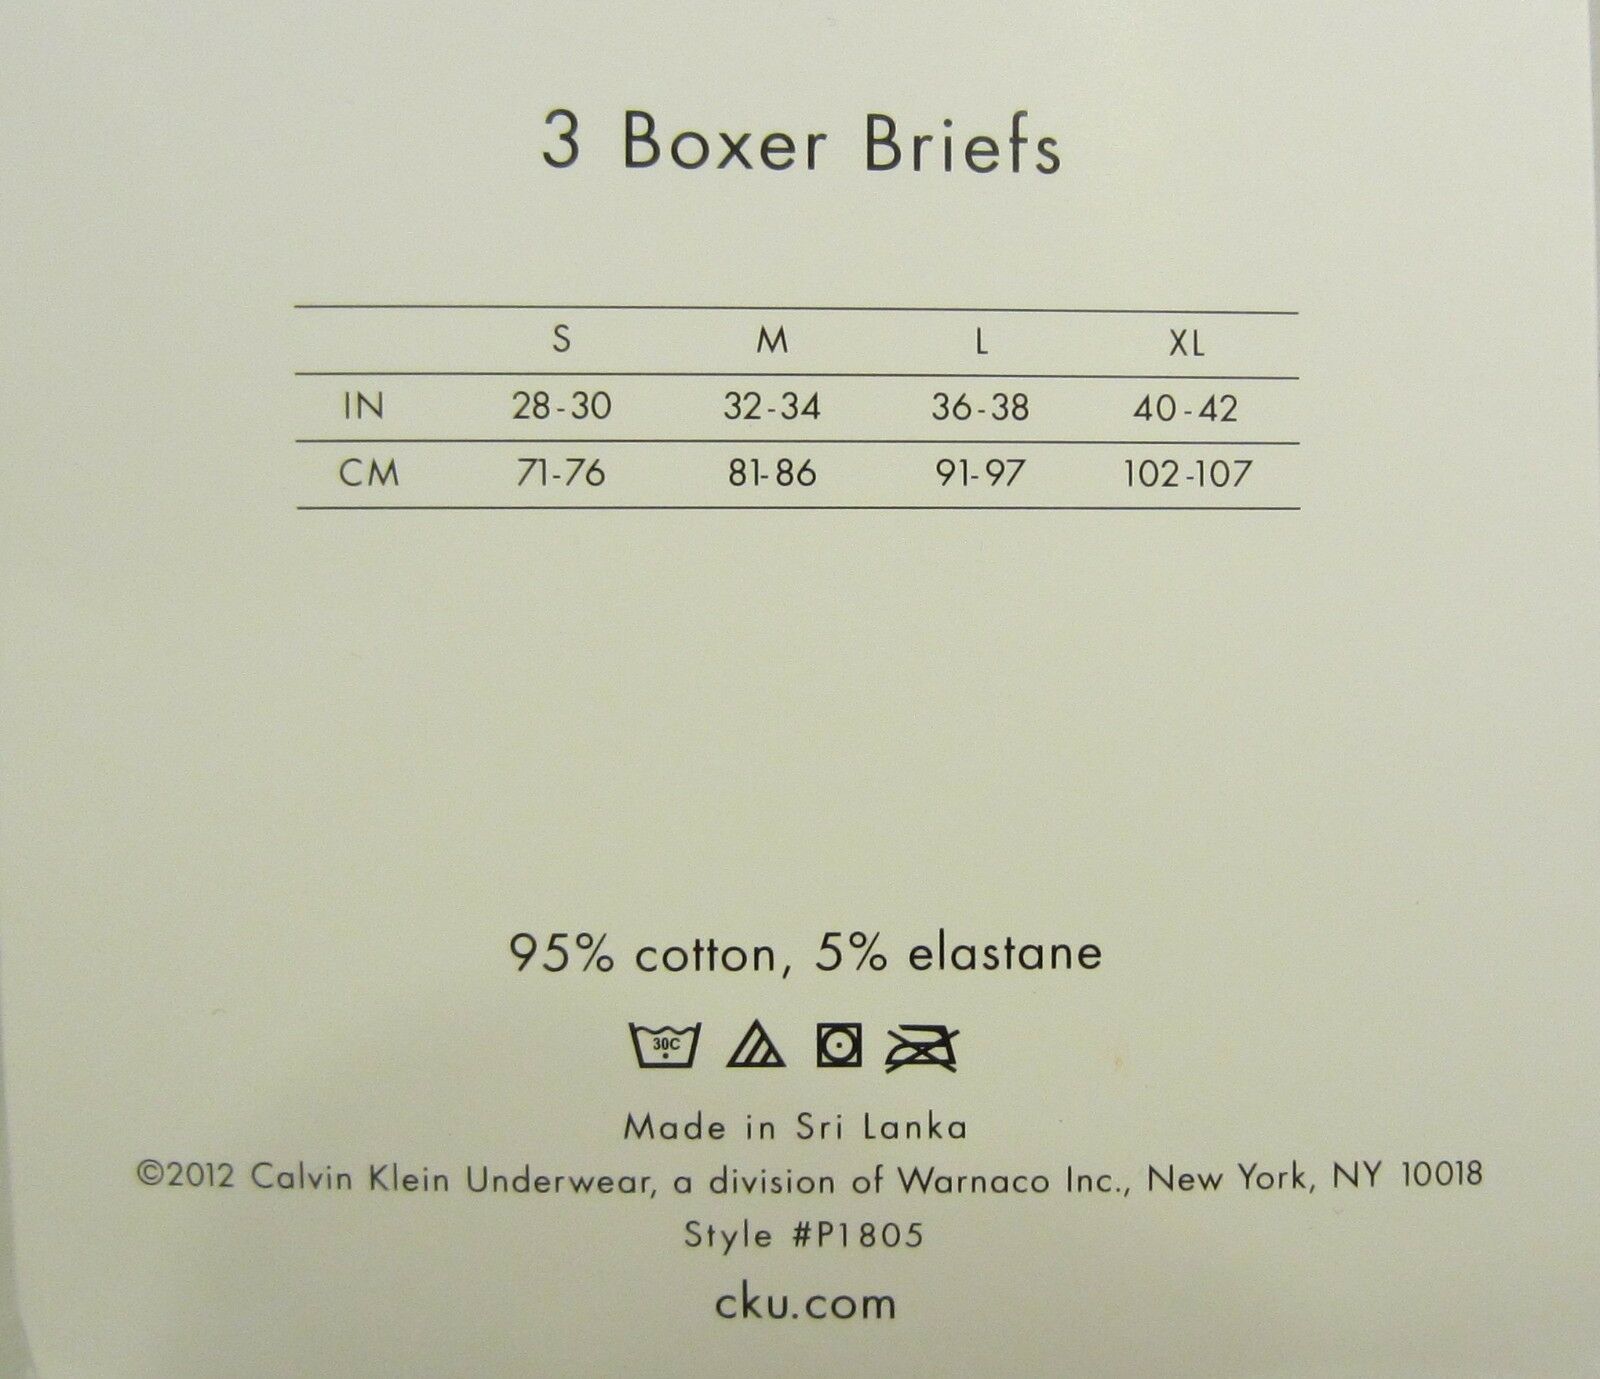 3 Boxer Briefs
S M L XL
IN 28-30 32-34 36-38 40-42
CM 71-76 81-86 91-97 102-107
95% cotton, 5% elastane
30C
Made in Sri Lanka
©2012 Calvin Klein Underwear, a division of Warnaco Inc., New York, NY 10018
Style #P1805
cku.com